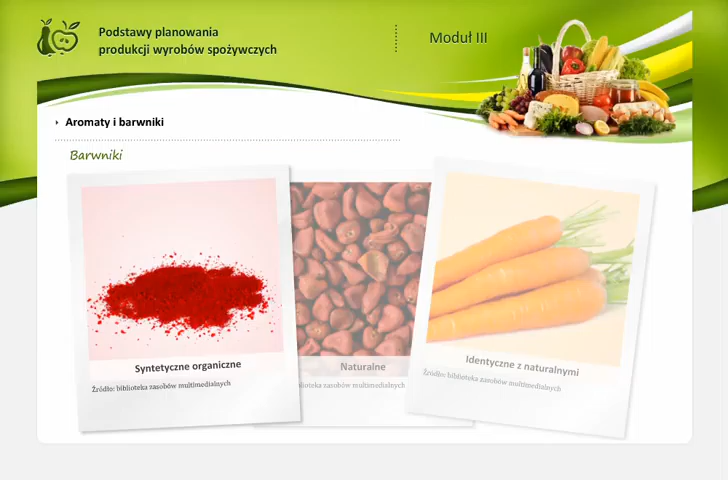 Podstawy planowania
produkcji wyrobów spożywczych
Moduł III
Aromaty i barwniki
Barwniki
Syntetyczne organiczne
Źródło: biblioteka zasobów multimedialnych
Naturalne
blioteka zasobów multimedialnych
Identyczne z naturalnymi
Źródło: biblioteka zasobów multimedialnych